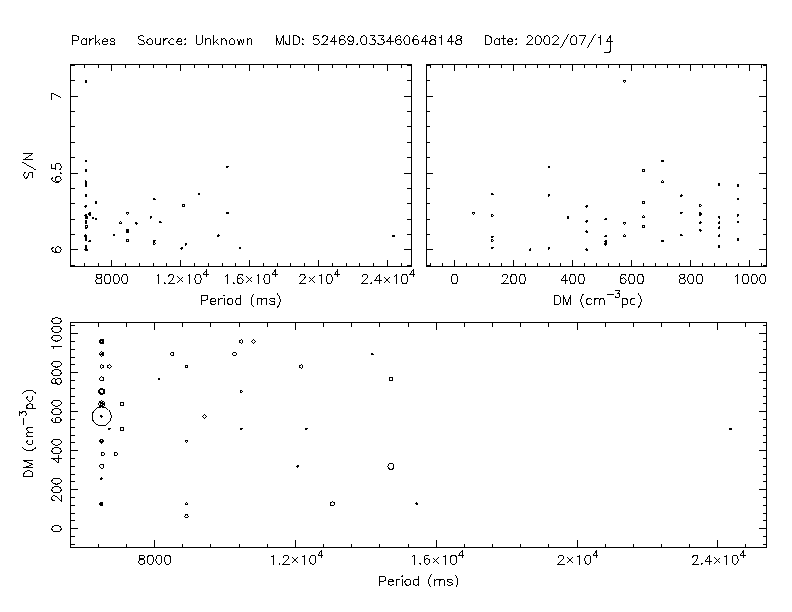 Parkes Source: Unknown MJD: 52469.033460648148 Date: 2002/07/14
S/N
7
6.5
6
8000 1.2×10⁴ 1.6×10⁴ 2×10⁴ 2.4×10⁴
Period (ms)
0 200 400 600 800 1000
DM (cm⁻³pc)
DM (cm⁻³pc)
1000
800
600
400
200
0
8000 1.2×10⁴ 1.6×10⁴ 2×10⁴ 2.4×10⁴
Period (ms)